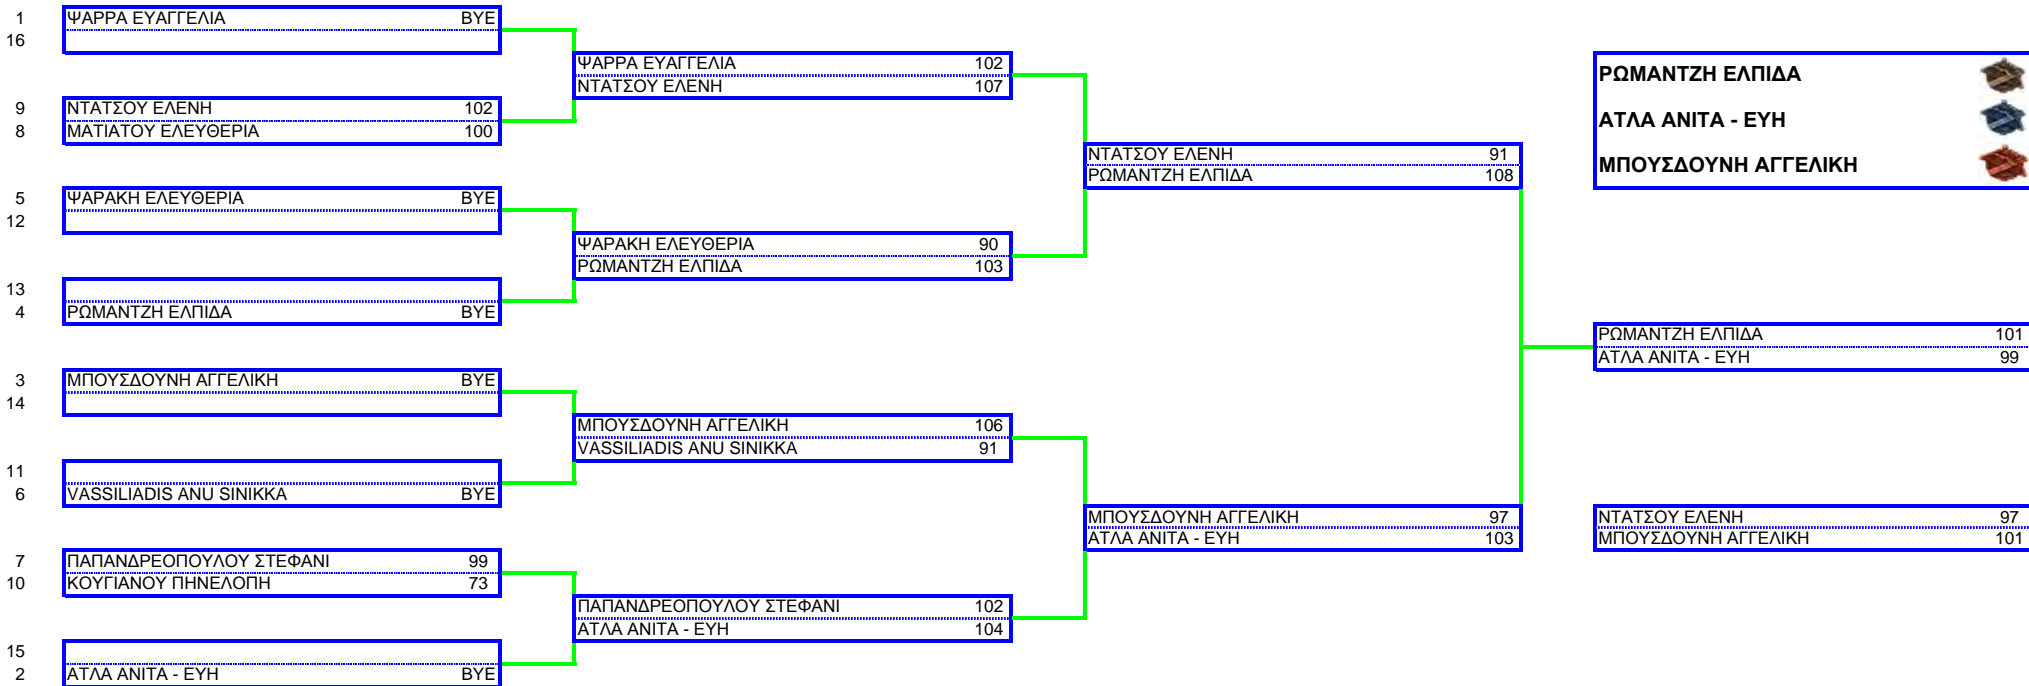 1 ΨΑΡΡΑ ΕΥΑΓΓΕΛΙΑ BYE
16
9 ΝΤΑΤΣΟΥ ΕΛΕΝΗ 102
8 ΜΑΤΙΑΤΟΥ ΕΛΕΥΘΕΡΙΑ 100
5 ΨΑΡΑΚΗ ΕΛΕΥΘΕΡΙΑ BYE
12
13
4 ΡΩΜΑΝΤΖΗ ΕΛΠΙΔΑ BYE
3 ΜΠΟΥΣΔΟΥΝΗ ΑΓΓΕΛΙΚΗ BYE
14
11
6 VASSILIADIS ANU SINIKKA BYE
7 ΠΑΠΑΝΔΡΕΟΠΟΥΛΟΥ ΣΤΕΦΑΝΙ 99
10 ΚΟΥΓΙΑΝΟΥ ΠΗΝΕΛΟΠΗ 73
15
2 ΑΤΛΑ ΑΝΙΤΑ - ΕΥΗ BYE
ΨΑΡΡΑ ΕΥΑΓΓΕΛΙΑ 102
ΝΤΑΤΣΟΥ ΕΛΕΝΗ 107
ΨΑΡΑΚΗ ΕΛΕΥΘΕΡΙΑ 90
ΡΩΜΑΝΤΖΗ ΕΛΠΙΔΑ 103
ΜΠΟΥΣΔΟΥΝΗ ΑΓΓΕΛΙΚΗ 106
VASSILIADIS ANU SINIKKA 91
ΠΑΠΑΝΔΡΕΟΠΟΥΛΟΥ ΣΤΕΦΑΝΙ 102
ΑΤΛΑ ΑΝΙΤΑ - ΕΥΗ 104
ΝΤΑΤΣΟΥ ΕΛΕΝΗ 91
ΡΩΜΑΝΤΖΗ ΕΛΠΙΔΑ 108
ΜΠΟΥΣΔΟΥΝΗ ΑΓΓΕΛΙΚΗ 97
ΑΤΛΑ ΑΝΙΤΑ - ΕΥΗ 103
ΡΩΜΑΝΤΖΗ ΕΛΠΙΔΑ
ΑΤΛΑ ΑΝΙΤΑ - ΕΥΗ
ΜΠΟΥΣΔΟΥΝΗ ΑΓΓΕΛΙΚΗ
ΡΩΜΑΝΤΖΗ ΕΛΠΙΔΑ 101
ΑΤΛΑ ΑΝΙΤΑ - ΕΥΗ 99
ΝΤΑΤΣΟΥ ΕΛΕΝΗ 97
ΜΠΟΥΣΔΟΥΝΗ ΑΓΓΕΛΙΚΗ 101